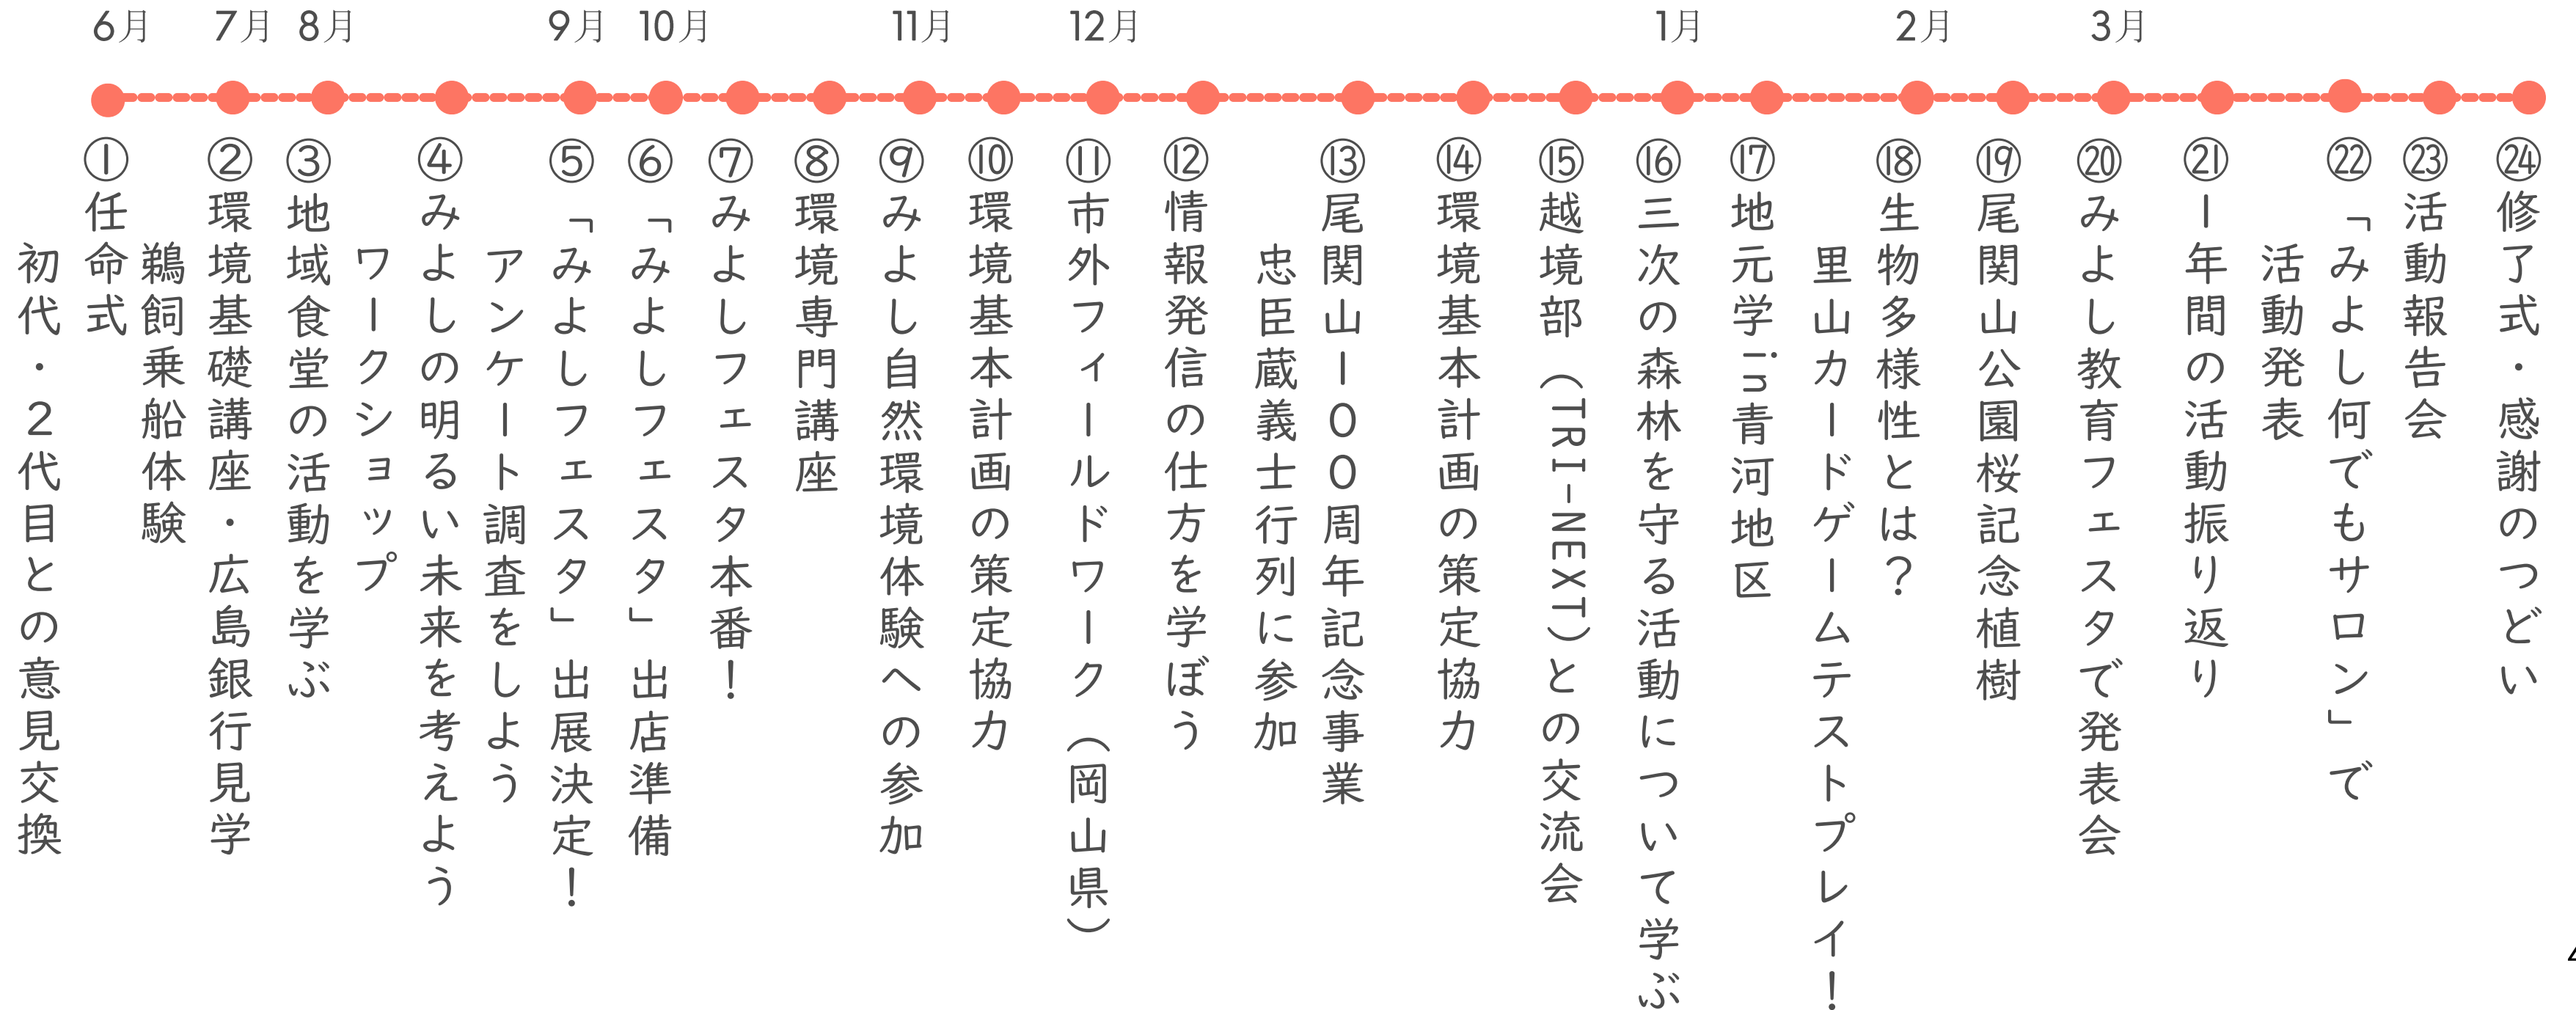 6月
7月
8月
9月
10月
11月
12月
1月
2月
3月
①任命式
初代・2代目との意見交換
②環境基礎講座・広島銀行見学
鵜飼乗船体験
③地域食堂の活動を学ぶ
④みよしの明るい未来を考えよう
ワークショップ
⑤「みよしフェスタ」出展決定！
アンケート調査をしよう
⑥「みよしフェスタ」出店準備
⑦みよしフェスタ本番！
⑧環境専門講座
⑨みよし自然環境体験への参加
⑩環境基本計画の策定協力
⑪市外フィールドワーク（岡山県）
⑫情報発信の仕方を学ぼう
⑬尾関山100周年記念事業
忠臣蔵義士行列に参加
⑭環境基本計画の策定協力
⑮越境部（TRI-NEXT）との交流会
⑯三次の森林を守る活動について学ぶ
⑰地元学in青河地区
⑱生物多様性とは？
里山カードゲームテストプレイ！
⑲尾関山公園桜記念植樹
⑳みよし教育フェスタで発表会
㉑1年間の活動振り返り
㉒「みよし何でもサロン」で
活動発表
㉓活動報告会
㉔修了式・感謝のつどい